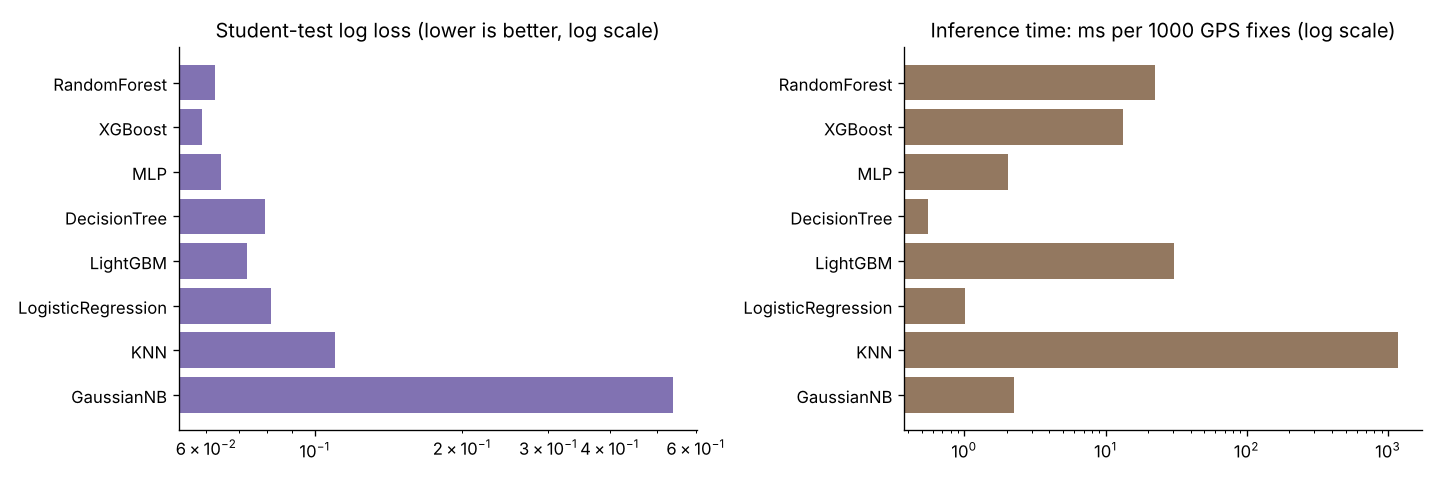 Student-test log loss (lower is better, log scale)
RandomForest
XGBoost
MLP
DecisionTree
LightGBM
LogisticRegression
KNN
GaussianNB
6 × 10⁻² 10⁻¹ 2 × 10⁻¹ 3 × 10⁻¹ 4 × 10⁻¹ 6 × 10⁻¹
Inference time: ms per 1000 GPS fixes (log scale)
RandomForest
XGBoost
MLP
DecisionTree
LightGBM
LogisticRegression
KNN
GaussianNB
10⁰ 10¹ 10² 10³